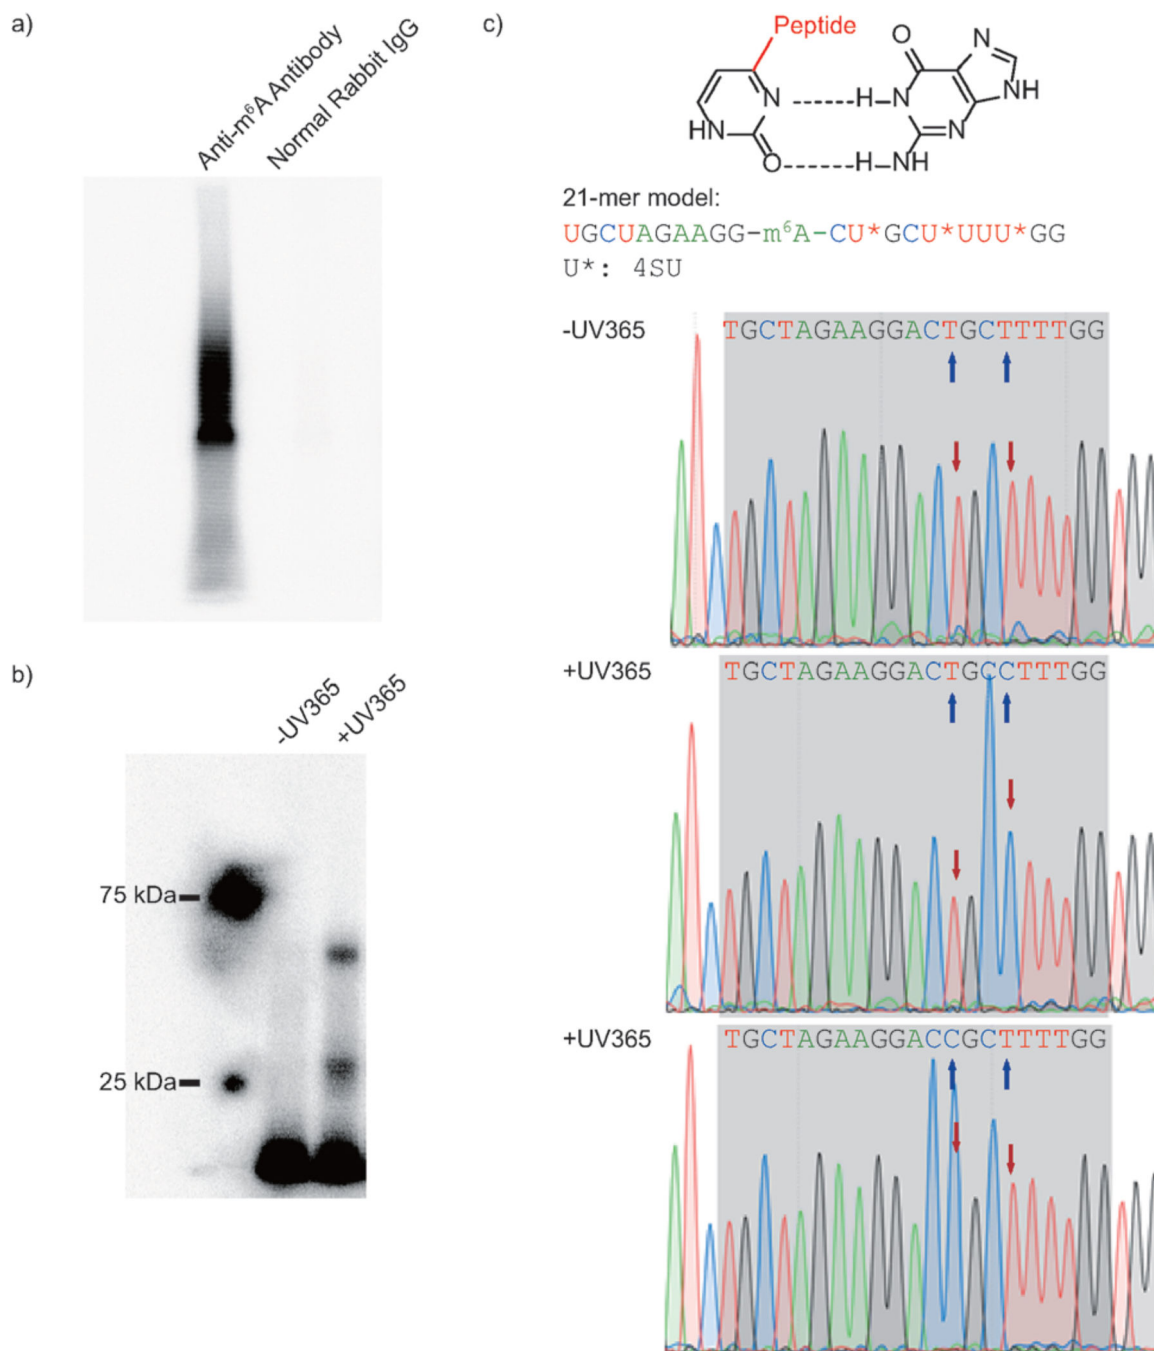 a)
Anti-m⁶A Antibody
Normal Rabbit IgG
b)
-UV365
+UV365
75 kDa
25 kDa
c)
Peptide
O
N
N
H
N
NH
HN
N
O
H
NH
21-mer model:
UGCUAGAAGG-m⁶A-CU*GCU*UUU*GG
U*: 4SU
-UV365
TGCTAGAAGGACTGCTTTTGG
+UV365
TGCTAGAAGGACTGCCTTTGG
+UV365
TGCTAGAAGGACCGCTTTTGG